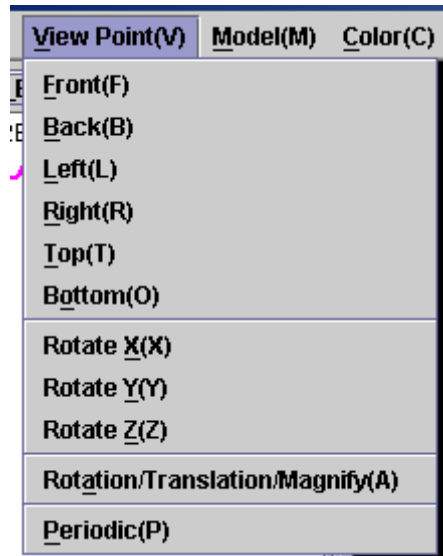 View Point(V) Model(M) Color(C)
Front(F)
Back(B)
Left(L)
Right(R)
Top(T)
Bottom(O)
Rotate X(X)
Rotate Y(Y)
Rotate Z(Z)
Rotation/Translation/Magnify(A)
Periodic(P)